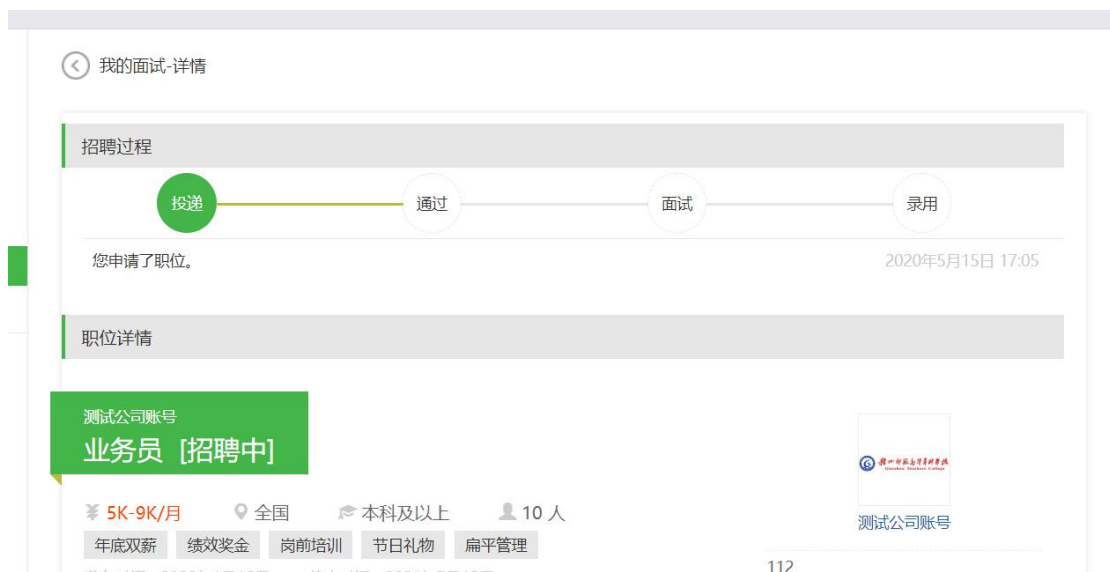 我的面试-详情
招聘过程
投递
通过
面试
录用
您申请了职位。
2020年5月15日 17:05
职位详情
测试公司账号
业务员 [招聘中]
5K-9K/月
全国
本科及以上
10 人
年底双薪
绩效奖金
岗前培训
节日礼物
扁平管理
测试公司账号
112